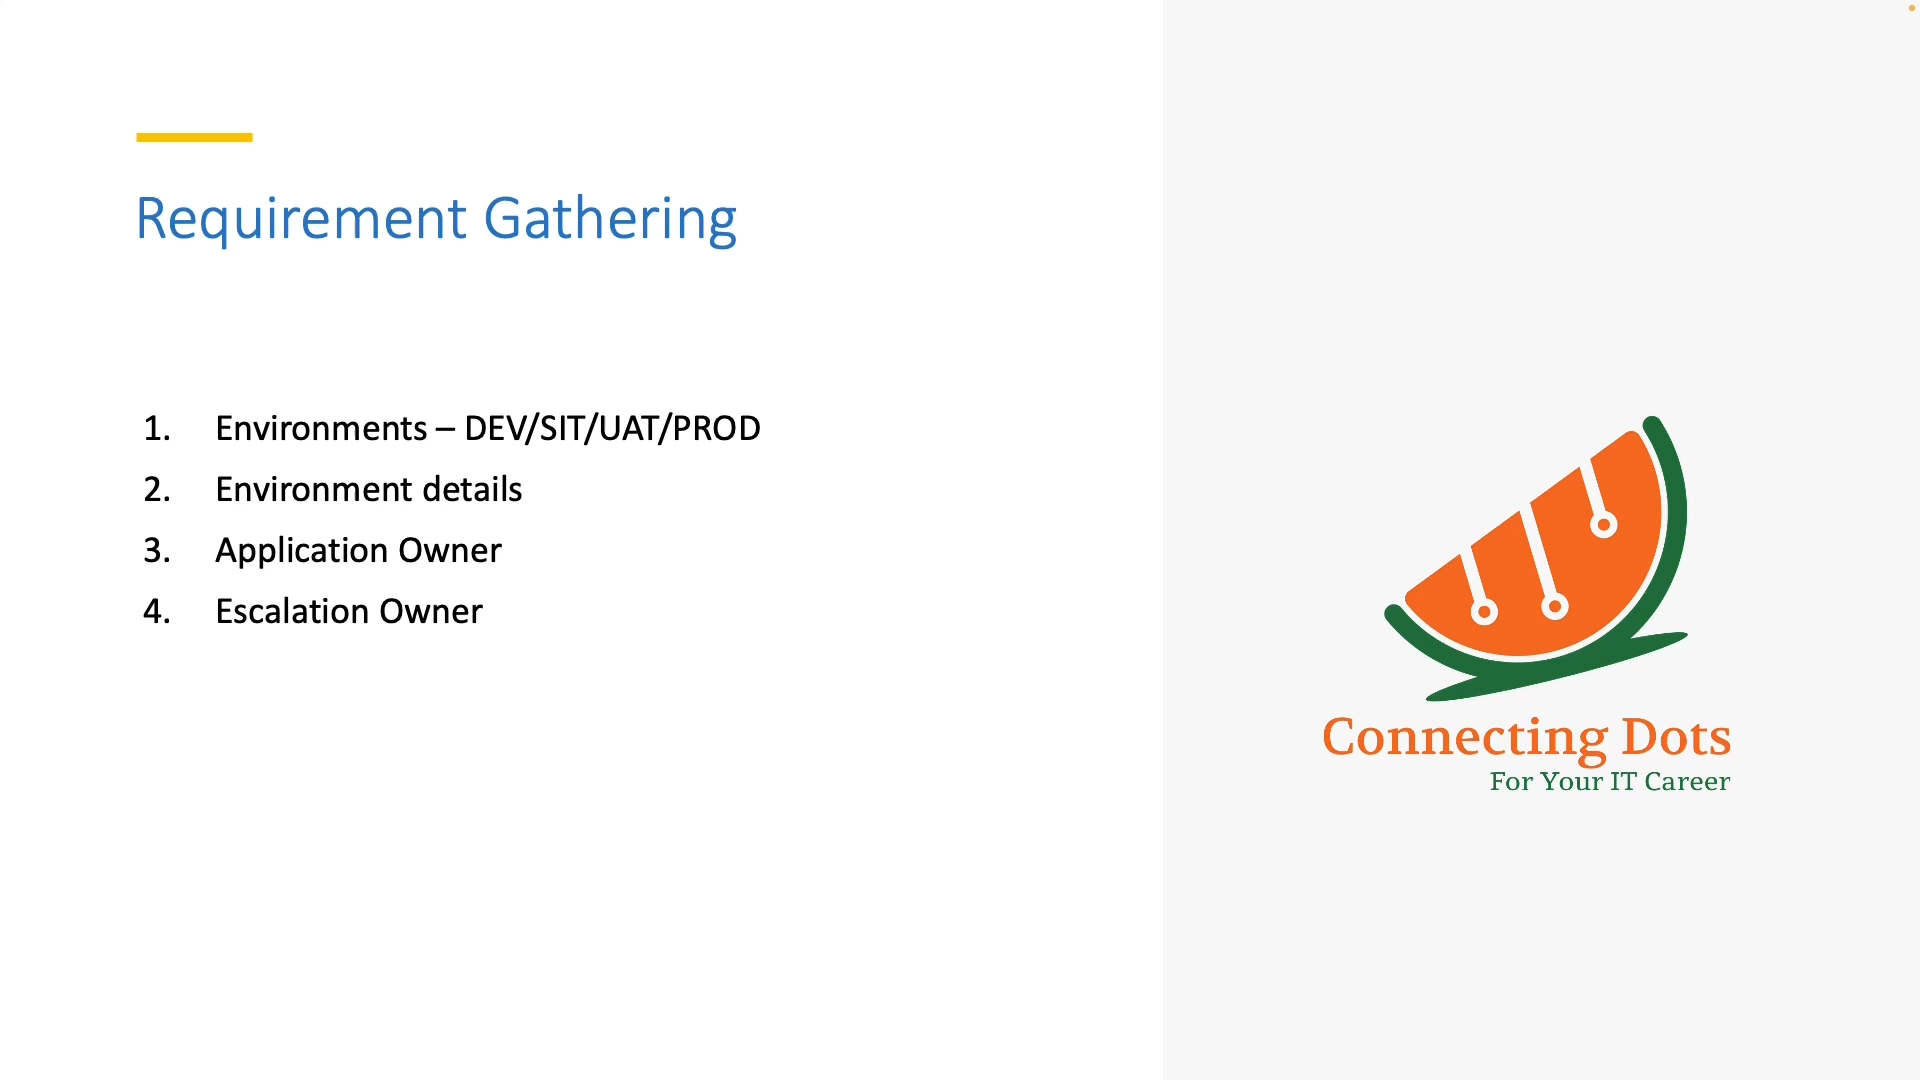 Requirement Gathering
1. Environments – DEV/SIT/UAT/PROD
2. Environment details
3. Application Owner
4. Escalation Owner
Connecting Dots
For Your IT Career